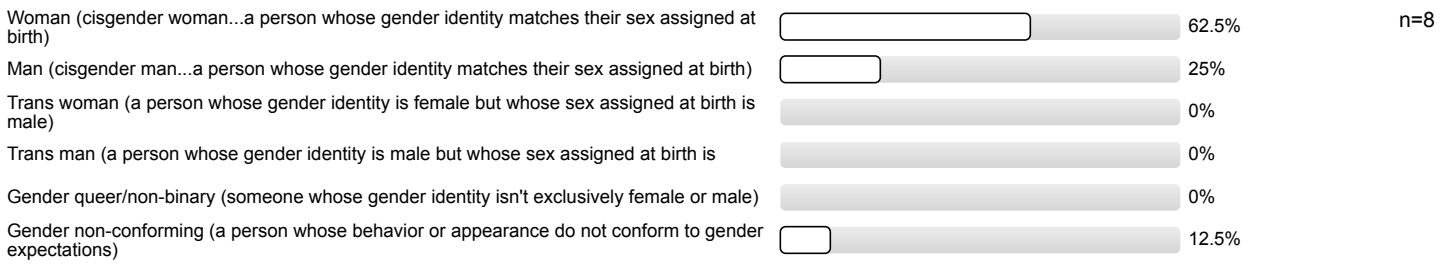 Woman (cisgender woman...a person whose gender identity matches their sex assigned at
birth)
62.5%
n=8
Man (cisgender man...a person whose gender identity matches their sex assigned at birth)
25%
Trans woman (a person whose gender identity is female but whose sex assigned at birth is
male)
0%
Trans man (a person whose gender identity is male but whose sex assigned at birth is
0%
Gender queer/non-binary (someone whose gender identity isn't exclusively female or male)
0%
Gender non-conforming (a person whose behavior or appearance do not conform to gender
expectations)
12.5%